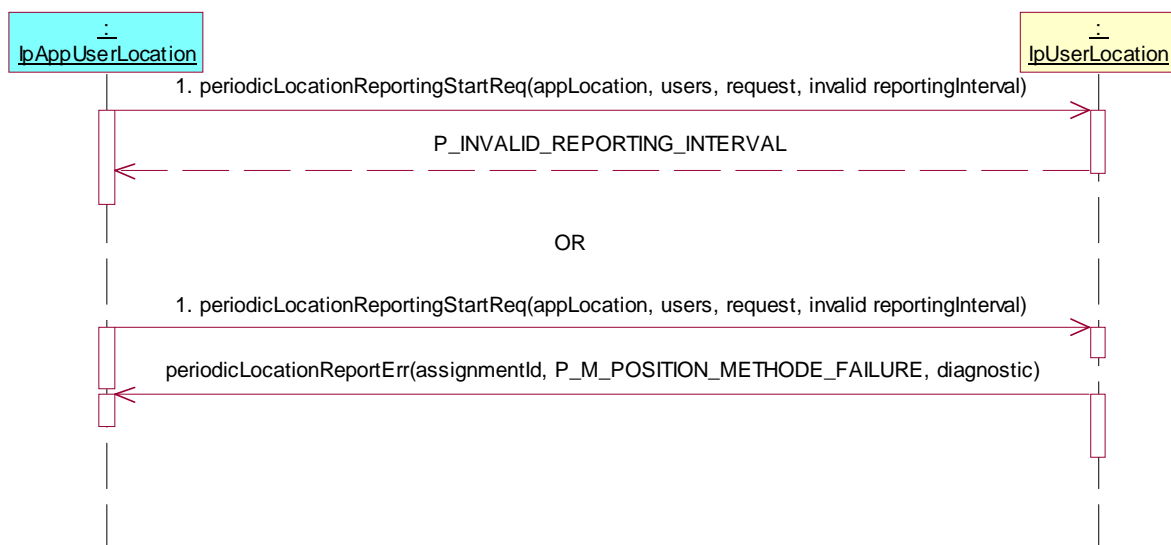 :
IpAppUserLocation
:
IpUserLocation
1. periodicLocationReportingStartReq(appLocation, users, request, invalid reportingInterval)
P_INVALID_REPORTING_INTERVAL
OR
1. periodicLocationReportingStartReq(appLocation, users, request, invalid reportingInterval)
periodicLocationReportErr(assignmentId, P_M_POSITION_METHODE_FAILURE, diagnostic)